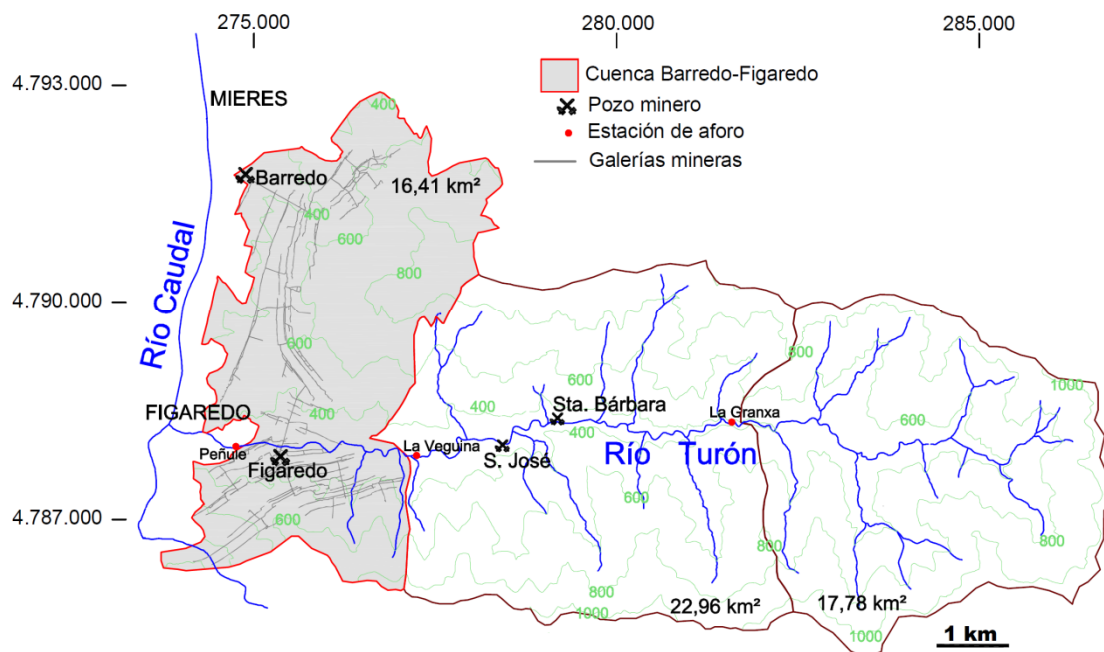 275.000
280.000
285.000
4.793.000
4.790.000
4.787.000
Cuenca Barredo-Figaredo
Pozo minero
Estación de aforo
Galerías mineras
MIERES
400
Barredo
16,41 km²
400
600
800
Río Caudal
600
400
FIGAREDO
Peñule
Figaredo
600
La Veguina
400
S. José
Sta. Bárbara
600
400
Río Turón
La Granxa
600
800
1000
22,96 km²
800
800
1000
600
800
17,78 km²
1000
1 km